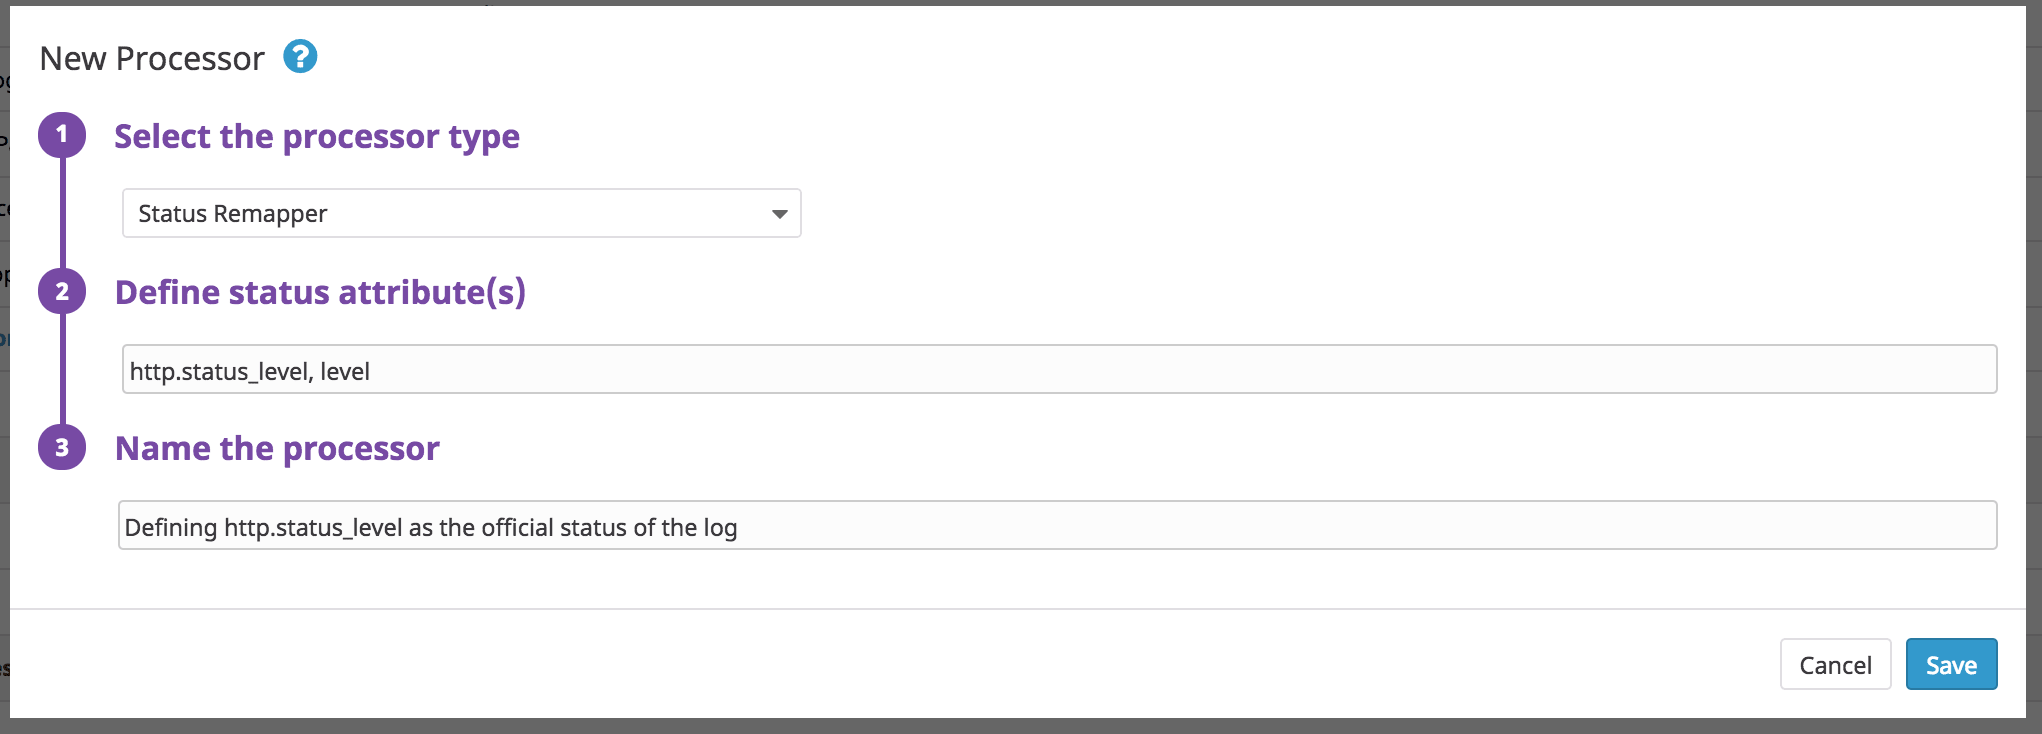 New Processor ?
1 Select the processor type
Status Remapper
2 Define status attribute(s)
http.status_level, level
3 Name the processor
Defining http.status_level as the official status of the log
Cancel Save